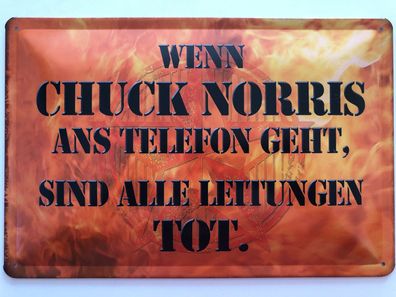 WENN
CHUCK NORRIS
ANS TELEFON GEHT,
SIND ALLE LEITUNGEN
TOT.